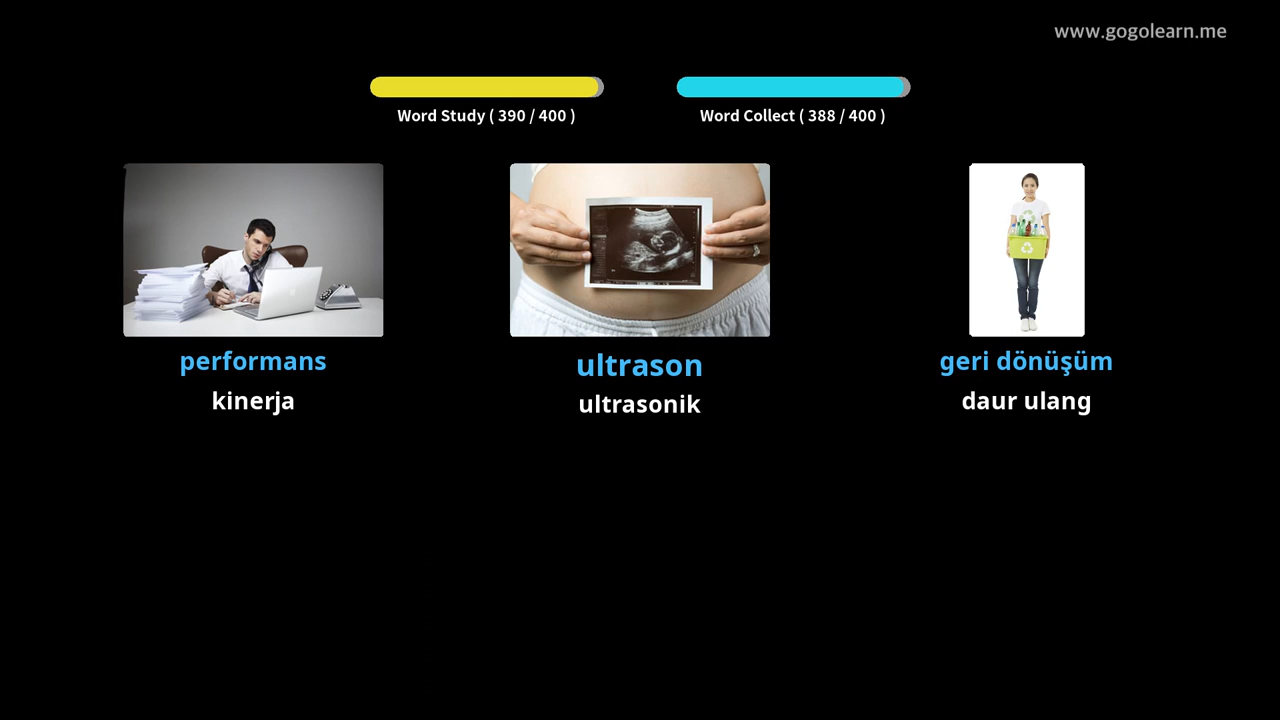 www.gogolearn.me
Word Study ( 390 / 400 )
Word Collect ( 388 / 400 )
performans
kinerja
ultrason
ultrasonik
geri dönüşüm
daur ulang